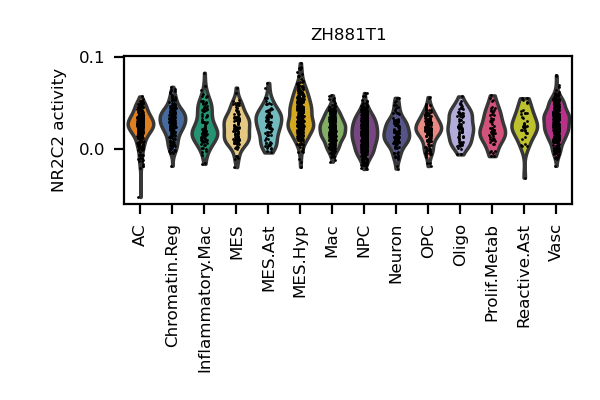 ZH881T1
NR2C2 activity
0.1
0.0
AC
Chromatin.Reg
Inflammatory.Mac
MES
MES.Ast
MES.Hyp
Mac
NPC
Neuron
OPC
Oligo
Prolif.Metab
Reactive.Ast
Vasc